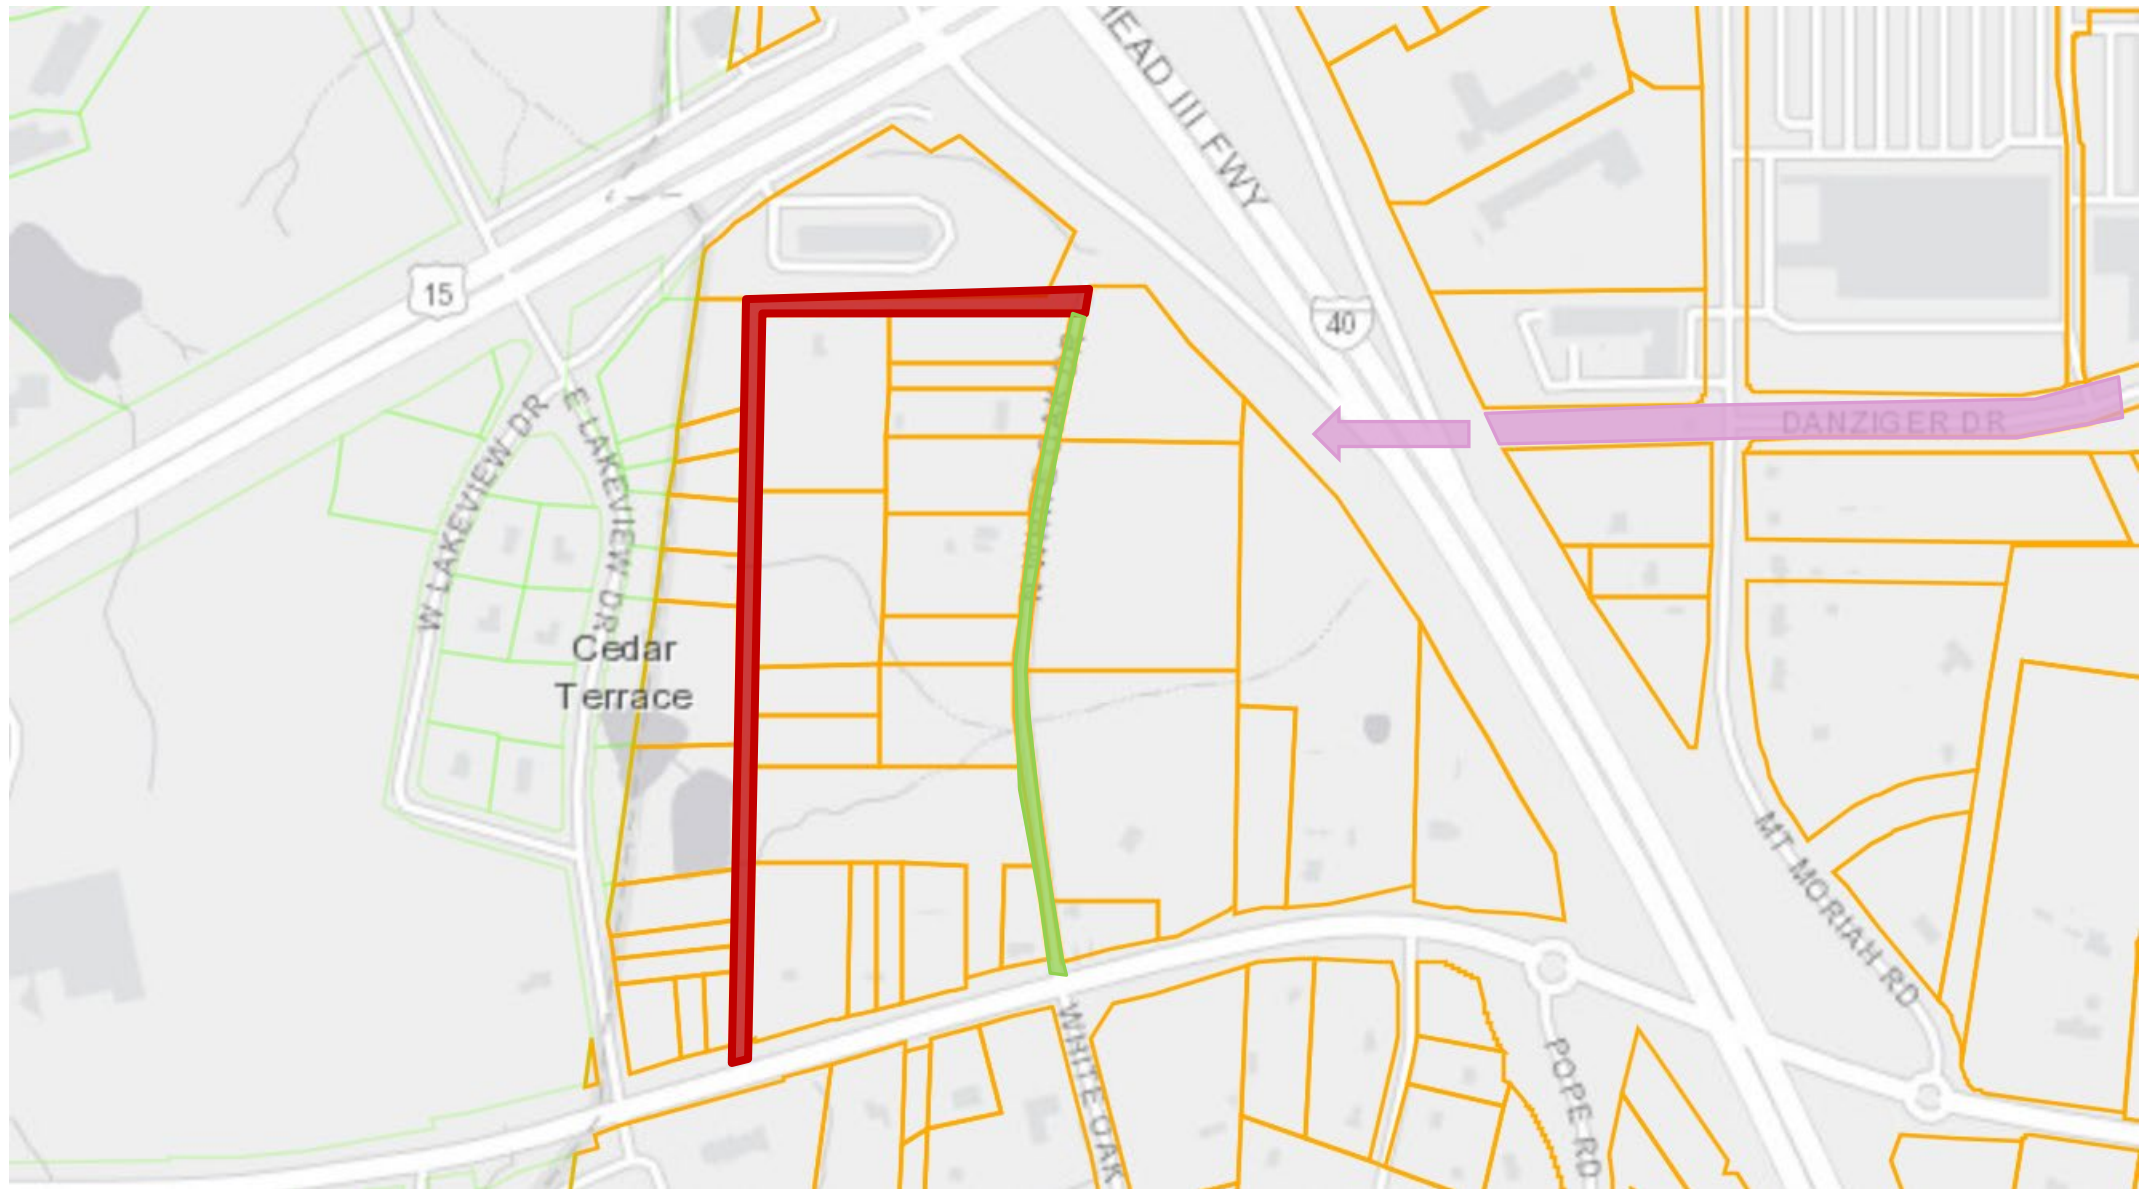 HEAD III FWY
15
40
DANZIGER DR
W LAKEVIEW DR
E LAKEVIEW DR
Cedar
Terrace
MT MORIAH RD
WHITE OAK
POPE RD